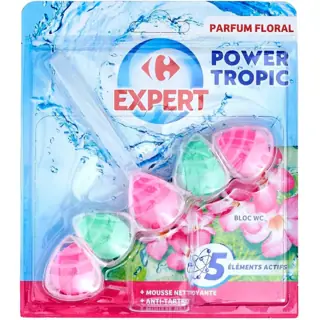 PARFUM FLORAL
POWER
TROPIC
EXPERT
BLOC WC
5
ÉLÉMENTS ACTIFS
+ MOUSSE NETTOYANTE
+ ANTI-TARTRE